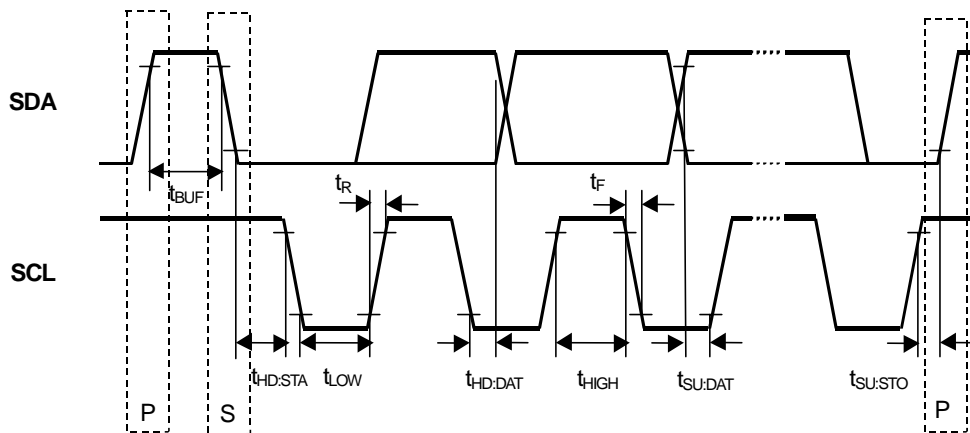 SDA
tBUF
tR
tF
SCL
tHD:STA
tLOW
tHD:DAT
tHIGH
tSU:DAT
tSU:STO
P
S
P